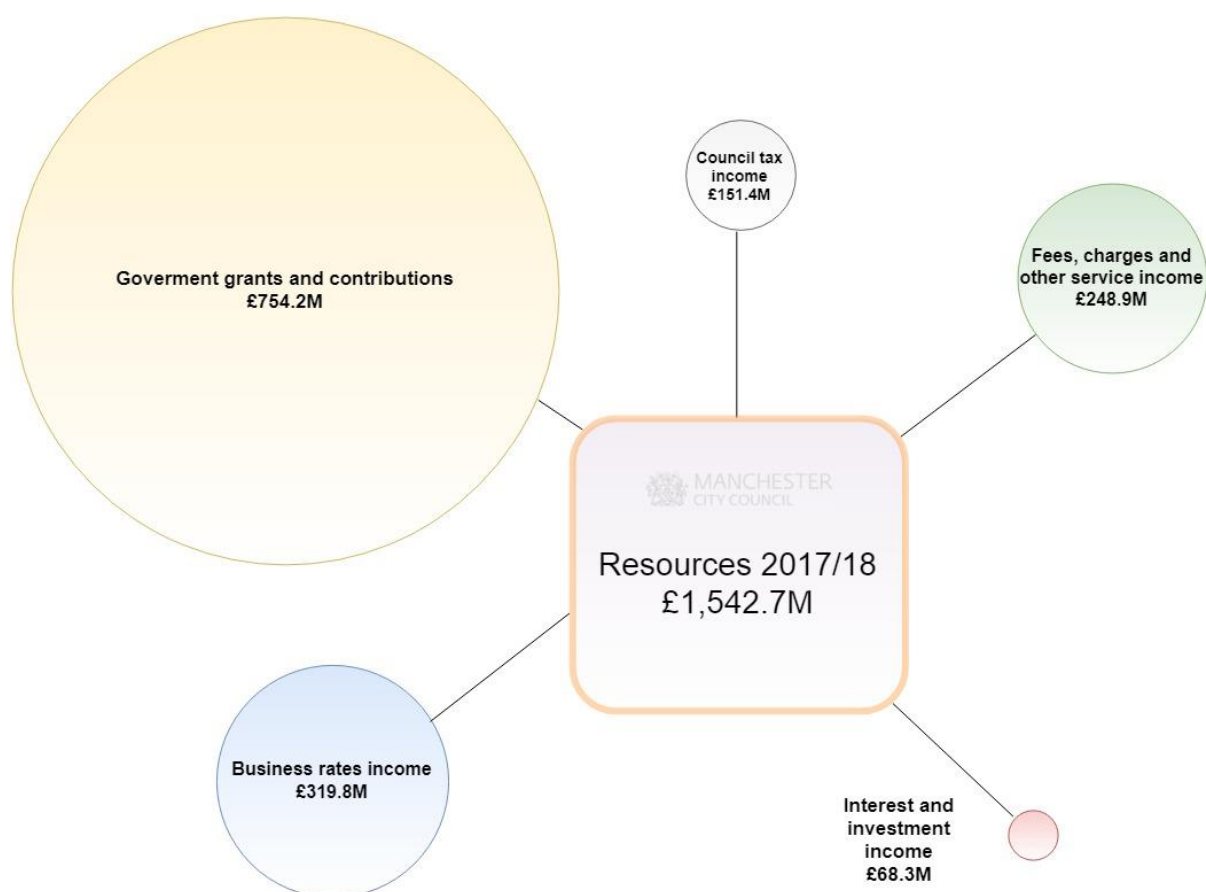 Council tax
income
£151.4M
Goverment grants and contributions
£754.2M
Fees, charges and
other service income
£248.9M
MANCHESTER
CITY COUNCIL
Resources 2017/18
£1,542.7M
Business rates income
£319.8M
Interest and
investment
income
£68.3M